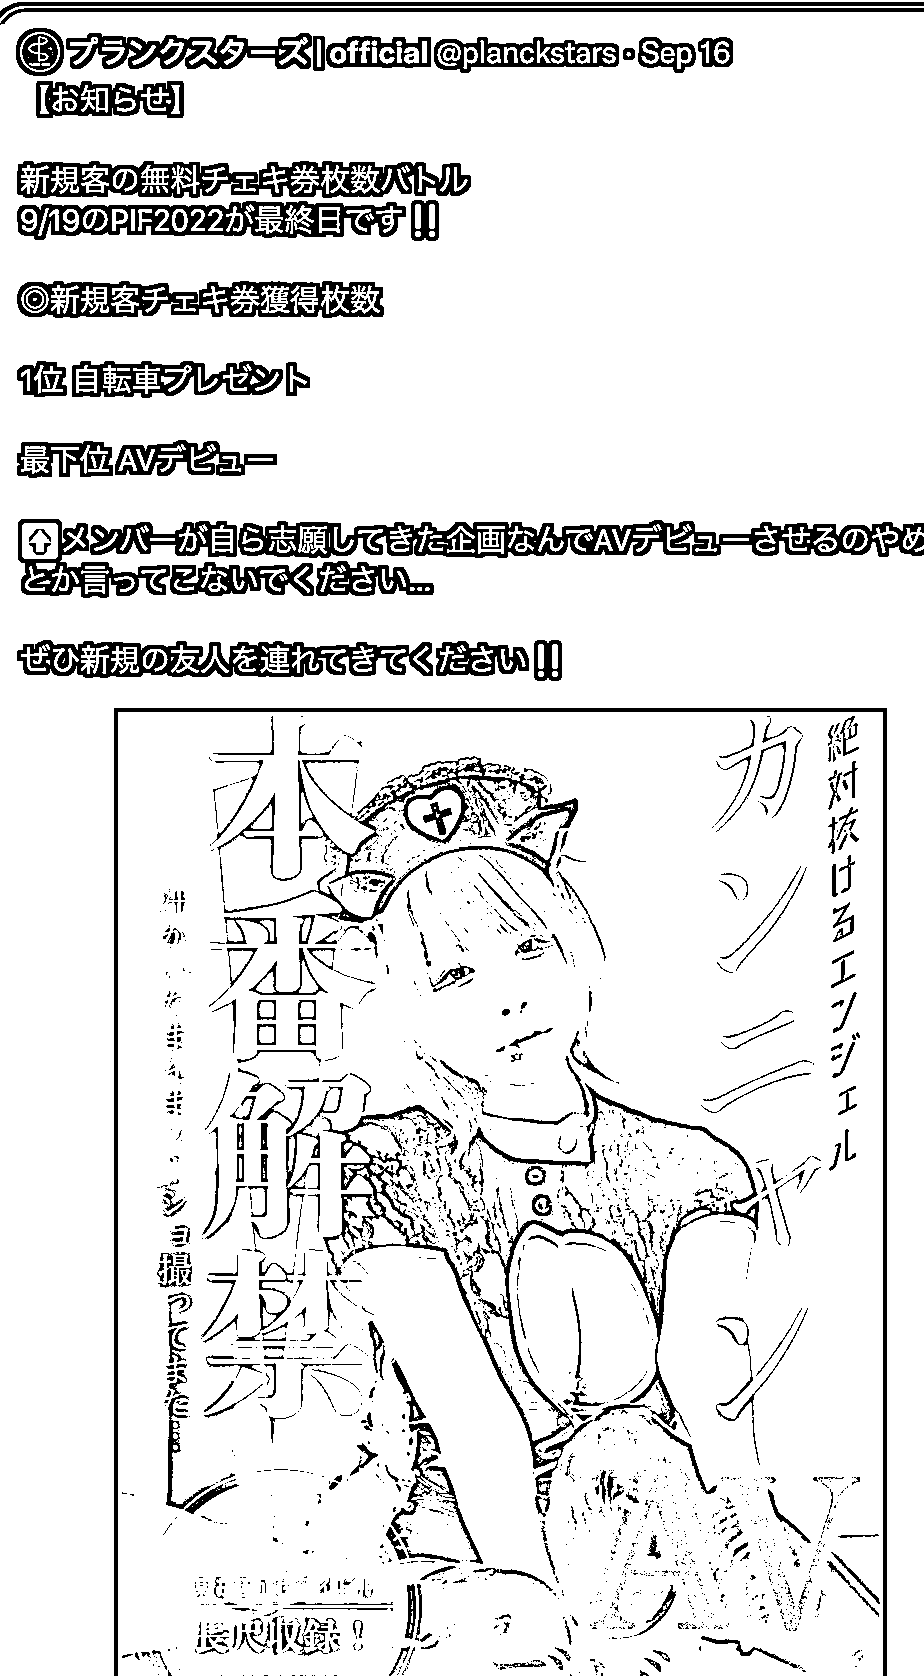 プランクスターズ | official @planckstars · Sep 16
【お知らせ】
新規客の無料チェキ券枚数バトル
9/19のPIF2022が最終日です‼
◎新規客チェキ券獲得枚数
1位 自転車プレゼント
最下位 AVデビュー
⬆メンバーが自ら志願してきた企画なんでAVデビューさせるのやめ
とか言ってこないでください...
ぜひ新規の友人を連れてきてください‼
絶対抜けるエンジェル
カンニャン
本番解禁
撮ってきた…
AV
長尺収録！